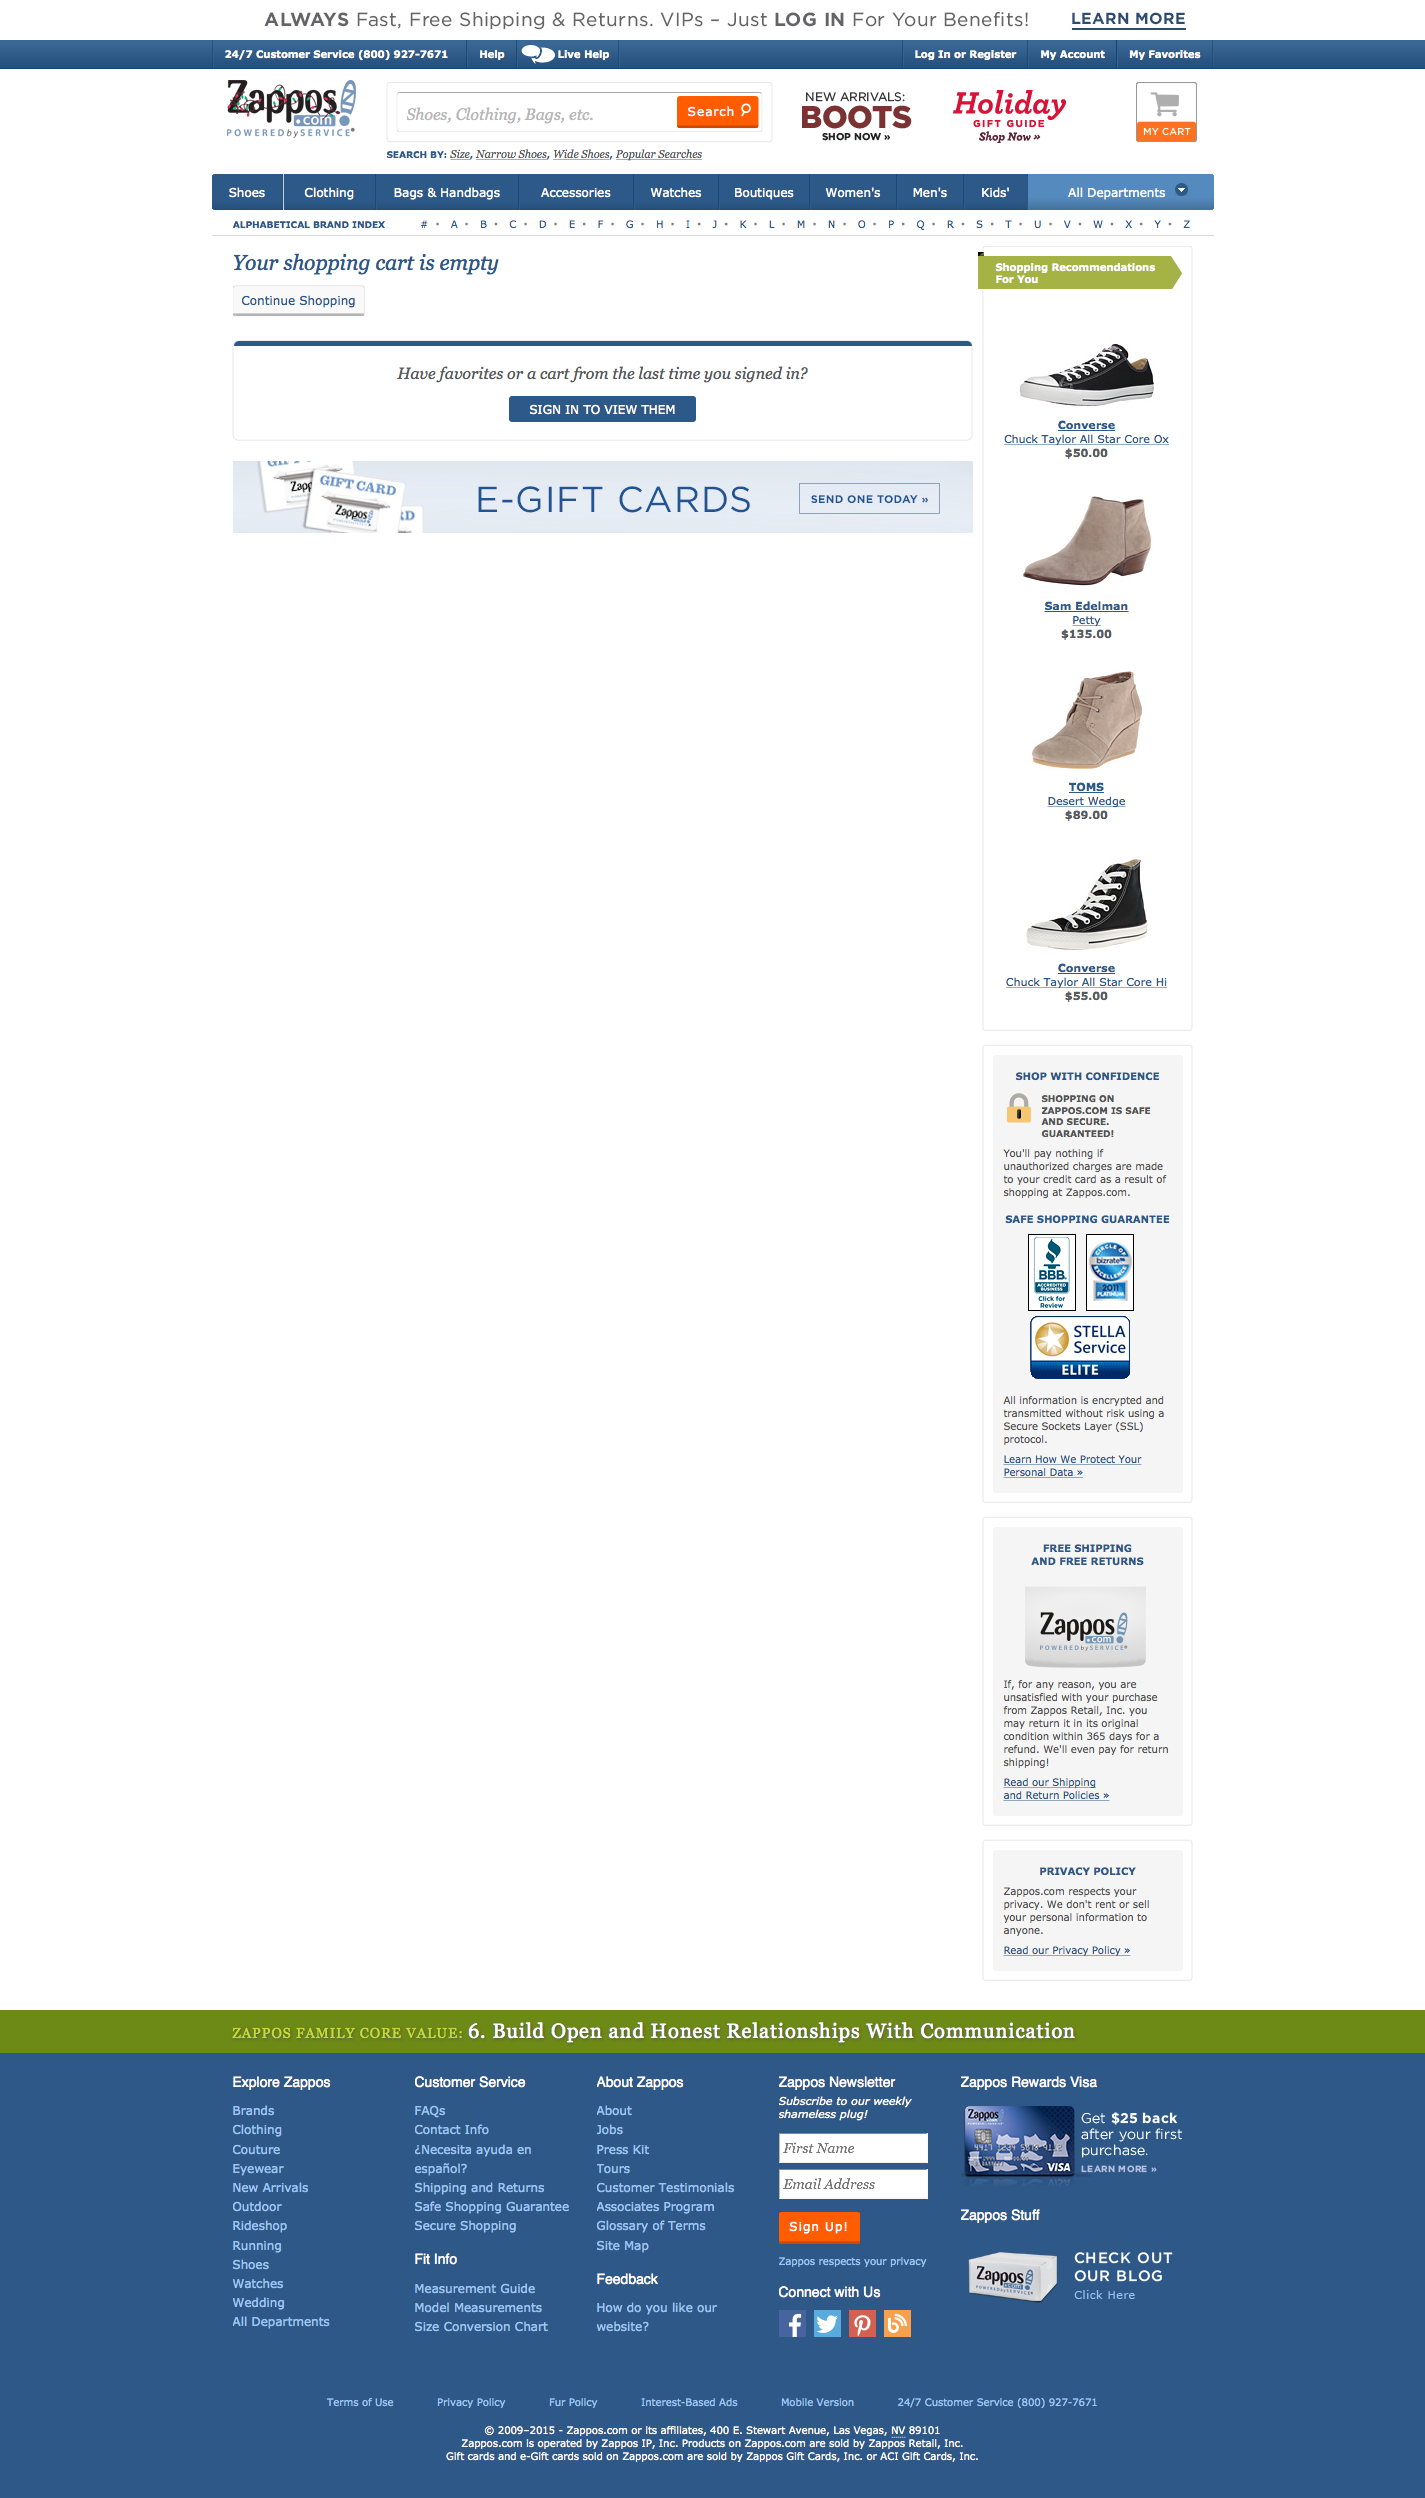 ALWAYS Fast, Free Shipping & Returns. VIPs – Just LOG IN For Your Benefits! LEARN MORE
24/7 Customer Service (800) 927-7671 Help Live Help Log In or Register My Account My Favorites
Zappos.com
POWERED by SERVICE®
Shoes, Clothing, Bags, etc. Search
SEARCH BY: Size, Narrow Shoes, Wide Shoes, Popular Searches
NEW ARRIVALS:
BOOTS
SHOP NOW »
Holiday
GIFT GUIDE
Shop Now »
MY CART
Shoes Clothing Bags & Handbags Accessories Watches Boutiques Women's Men's Kids' All Departments
ALPHABETICAL BRAND INDEX # • A • B • C • D • E • F • G • H • I • J • K • L • M • N • O • P • Q • R • S • T • U • V • W • X • Y • Z
Your shopping cart is empty
Continue Shopping
Have favorites or a cart from the last time you signed in?
SIGN IN TO VIEW THEM
GIFT CARD
Zappos
E-GIFT CARDS
SEND ONE TODAY »
Shopping Recommendations
For You
Converse
Chuck Taylor All Star Core Ox
$50.00
Sam Edelman
Petty
$135.00
TOMS
Desert Wedge
$89.00
Converse
Chuck Taylor All Star Core Hi
$55.00
SHOP WITH CONFIDENCE
SHOPPING ON
ZAPPOS.COM IS SAFE
AND SECURE.
GUARANTEED!
You'll pay nothing if
unauthorized charges are made
to your credit card as a result of
shopping at Zappos.com.
SAFE SHOPPING GUARANTEE
BBB.
ACCREDITED
BUSINESS
Click for
Review
CIRCLE OF
bizrate
EXCELLENCE
2011
PLATINUM
STELLA
Service
ELITE
All information is encrypted and
transmitted without risk using a
Secure Sockets Layer (SSL)
protocol.
Learn How We Protect Your
Personal Data »
FREE SHIPPING
AND FREE RETURNS
Zappos.com
POWERED by SERVICE®
If, for any reason, you are
unsatisfied with your purchase
from Zappos Retail, Inc. you
may return it in its original
condition within 365 days for a
refund. We'll even pay for return
shipping!
Read our Shipping
and Return Policies »
PRIVACY POLICY
Zappos.com respects your
privacy. We don't rent or sell
your personal information to
anyone.
Read our Privacy Policy »
ZAPPOS FAMILY CORE VALUE: 6. Build Open and Honest Relationships With Communication
Explore Zappos
Brands
Clothing
Couture
Eyewear
New Arrivals
Outdoor
Rideshop
Running
Shoes
Watches
Wedding
All Departments
Customer Service
FAQs
Contact Info
¿Necesita ayuda en
español?
Shipping and Returns
Safe Shopping Guarantee
Secure Shopping
Fit Info
Measurement Guide
Model Measurements
Size Conversion Chart
About Zappos
About
Jobs
Press Kit
Tours
Customer Testimonials
Associates Program
Glossary of Terms
Site Map
Feedback
How do you like our
website?
Zappos Newsletter
Subscribe to our weekly
shameless plug!
First Name
Email Address
Sign Up!
Zappos respects your privacy
Connect with Us
Zappos Rewards Visa
Zappos
VISA
Get $25 back
after your first
purchase.
LEARN MORE »
Zappos Stuff
Zappos
CHECK OUT
OUR BLOG
Click Here
Terms of Use Privacy Policy Fur Policy Interest-Based Ads Mobile Version 24/7 Customer Service (800) 927-7671
© 2009–2015 - Zappos.com or its affiliates, 400 E. Stewart Avenue, Las Vegas, NV 89101
Zappos.com is operated by Zappos IP, Inc. Products on Zappos.com are sold by Zappos Retail, Inc.
Gift cards and e-Gift cards sold on Zappos.com are sold by Zappos Gift Cards, Inc. or ACI Gift Cards, Inc.